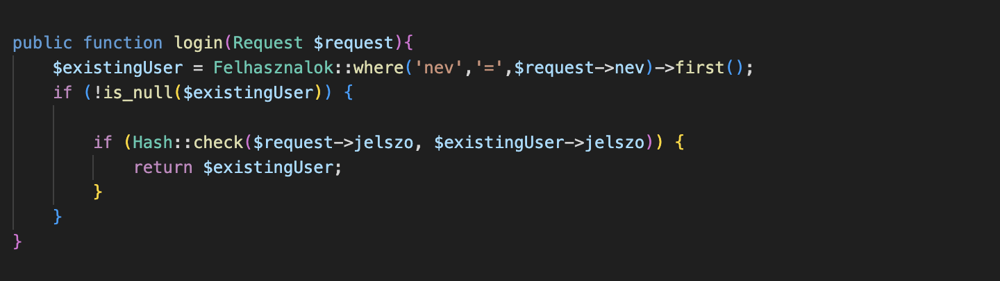 public function login(Request $request){
    $existingUser = Felhasznalok::where('nev','=',$request->nev)->first();
    if (!is_null($existingUser)) {
        if (Hash::check($request->jelszo, $existingUser->jelszo)) {
            return $existingUser;
        }
    }
}